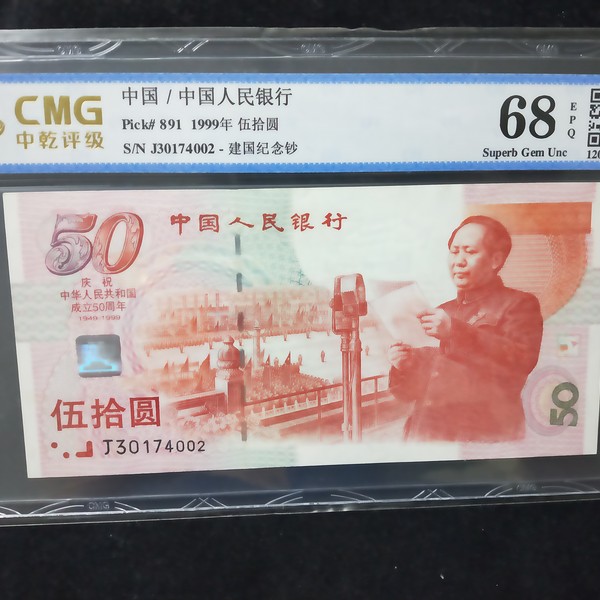 CMG
中乾评级
中国 / 中国人民银行
Pick# 891 1999年 伍拾圆
S/N J30174002 - 建国纪念钞
68
EPQ
Superb Gem Unc
120
50
中国人民银行
庆祝
中华人民共和国
成立50周年
1949-1999
伍拾圆
J30174002
50